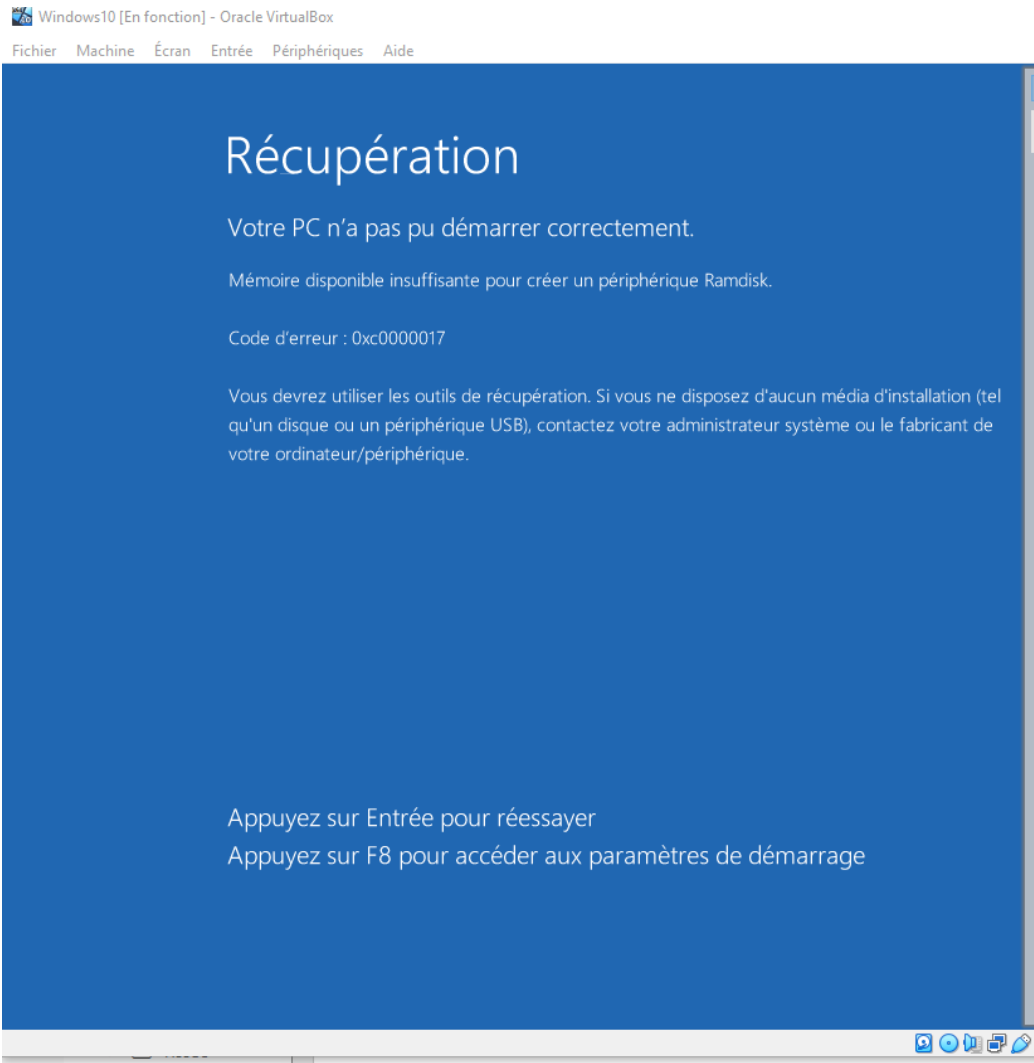 Windows10 [En fonction] - Oracle VirtualBox
Fichier Machine Écran Entrée Périphériques Aide
Récupération
Votre PC n’a pas pu démarrer correctement.
Mémoire disponible insuffisante pour créer un périphérique Ramdisk.
Code d’erreur : 0xc0000017
Vous devrez utiliser les outils de récupération. Si vous ne disposez d'aucun média d'installation (tel
qu'un disque ou un périphérique USB), contactez votre administrateur système ou le fabricant de
votre ordinateur/périphérique.
Appuyez sur Entrée pour réessayer
Appuyez sur F8 pour accéder aux paramètres de démarrage